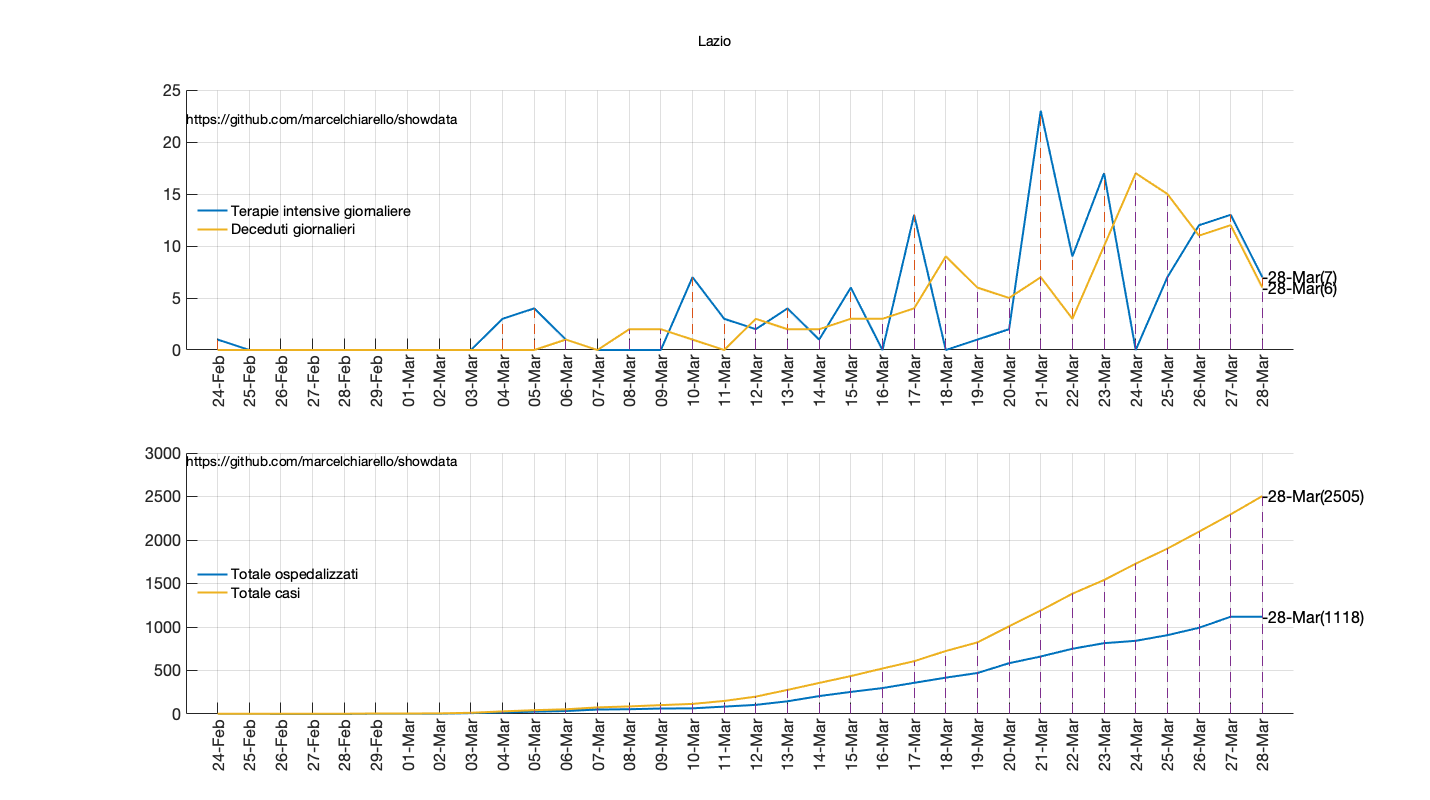 Lazio
25
https://github.com/marcelchiarello/showdata
20
15
Terapie intensive giornaliere
Deceduti giornalieri
10
5
0
28-Mar(7)
28-Mar(6)
24-Feb
25-Feb
26-Feb
27-Feb
28-Feb
29-Feb
01-Mar
02-Mar
03-Mar
04-Mar
05-Mar
06-Mar
07-Mar
08-Mar
09-Mar
10-Mar
11-Mar
12-Mar
13-Mar
14-Mar
15-Mar
16-Mar
17-Mar
18-Mar
19-Mar
20-Mar
21-Mar
22-Mar
23-Mar
24-Mar
25-Mar
26-Mar
27-Mar
28-Mar
3000
https://github.com/marcelchiarello/showdata
2500
28-Mar(2505)
2000
Totale ospedalizzati
1500
Totale casi
1000
28-Mar(1118)
500
0
24-Feb
25-Feb
26-Feb
27-Feb
28-Feb
29-Feb
01-Mar
02-Mar
03-Mar
04-Mar
05-Mar
06-Mar
07-Mar
08-Mar
09-Mar
10-Mar
11-Mar
12-Mar
13-Mar
14-Mar
15-Mar
16-Mar
17-Mar
18-Mar
19-Mar
20-Mar
21-Mar
22-Mar
23-Mar
24-Mar
25-Mar
26-Mar
27-Mar
28-Mar